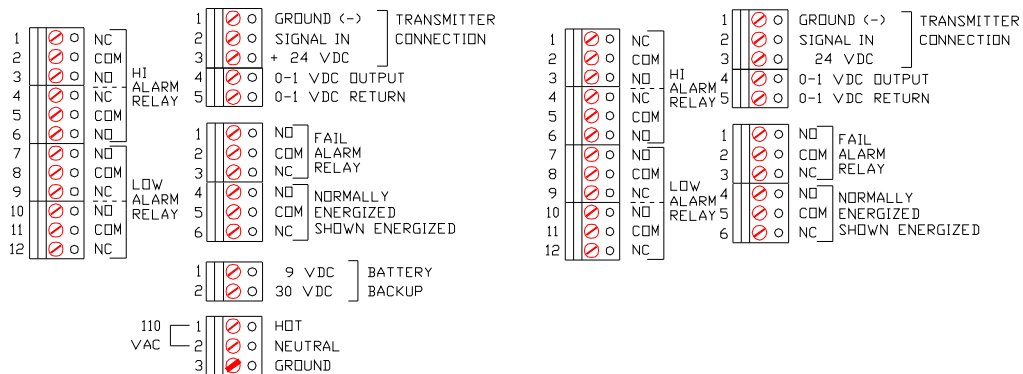 1 NC
2 COM
3 NO
4 NC
5 COM
6 NO
HI
ALARM
RELAY
7 NO
8 COM
9 NC
10 NO
11 COM
12 NC
LOW
ALARM
RELAY
1 GROUND (-)
2 SIGNAL IN
3 + 24 VDC
TRANSMITTER
CONNECTION
4 0-1 VDC OUTPUT
5 0-1 VDC RETURN
1 NO
2 COM
3 NC
FAIL
ALARM
RELAY
4 NO
5 COM
6 NC
NORMALLY
ENERGIZED
SHOWN ENERGIZED
1 9 VDC
2 30 VDC
BATTERY
BACKUP
110
VAC
1 HOT
2 NEUTRAL
3 GROUND
1 NC
2 COM
3 NO
4 NC
5 COM
6 NO
HI
ALARM
RELAY
7 NO
8 COM
9 NC
10 NO
11 COM
12 NC
LOW
ALARM
RELAY
1 GROUND (-)
2 SIGNAL IN
3 24 VDC
TRANSMITTER
CONNECTION
4 0-1 VDC OUTPUT
5 0-1 VDC RETURN
1 NO
2 COM
3 NC
FAIL
ALARM
RELAY
4 NO
5 COM
6 NC
NORMALLY
ENERGIZED
SHOWN ENERGIZED